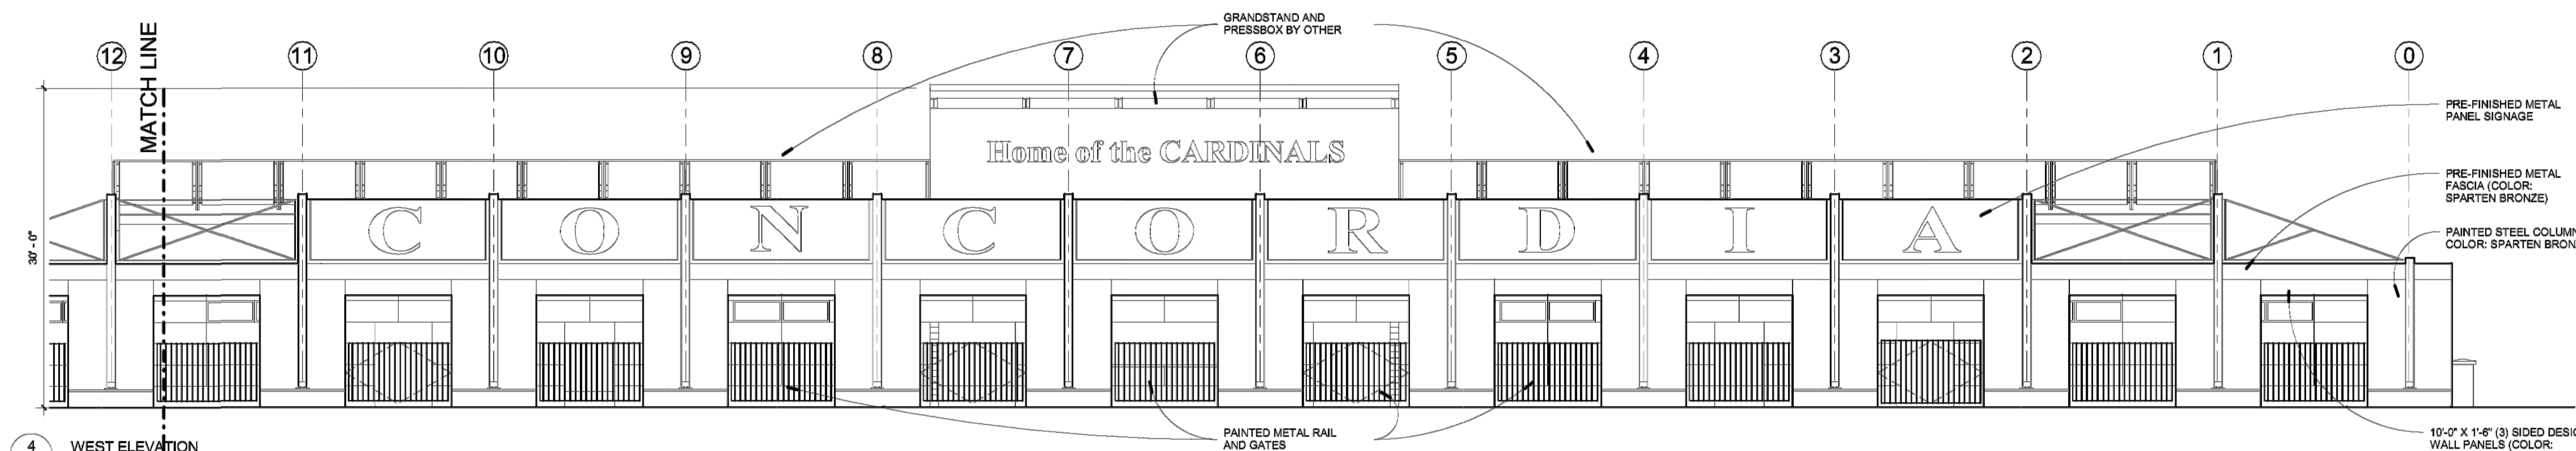 GRANDSTAND AND
PRESSBOX BY OTHER
MATCH LINE
12 11 10 9 8 7 6 5 4 3 2 1 0
30' - 0"
Home of the CARDINALS
CONCORDIA
PRE-FINISHED METAL
PANEL SIGNAGE
PRE-FINISHED METAL
FASCIA (COLOR:
SPARTEN BRONZE)
PAINTED STEEL COLUMN
COLOR: SPARTEN BRON
PAINTED METAL RAIL
AND GATES
10'-0" X 1'-6" (3) SIDED DESIG
WALL PANELS (COLOR:
4 WEST ELEVATION